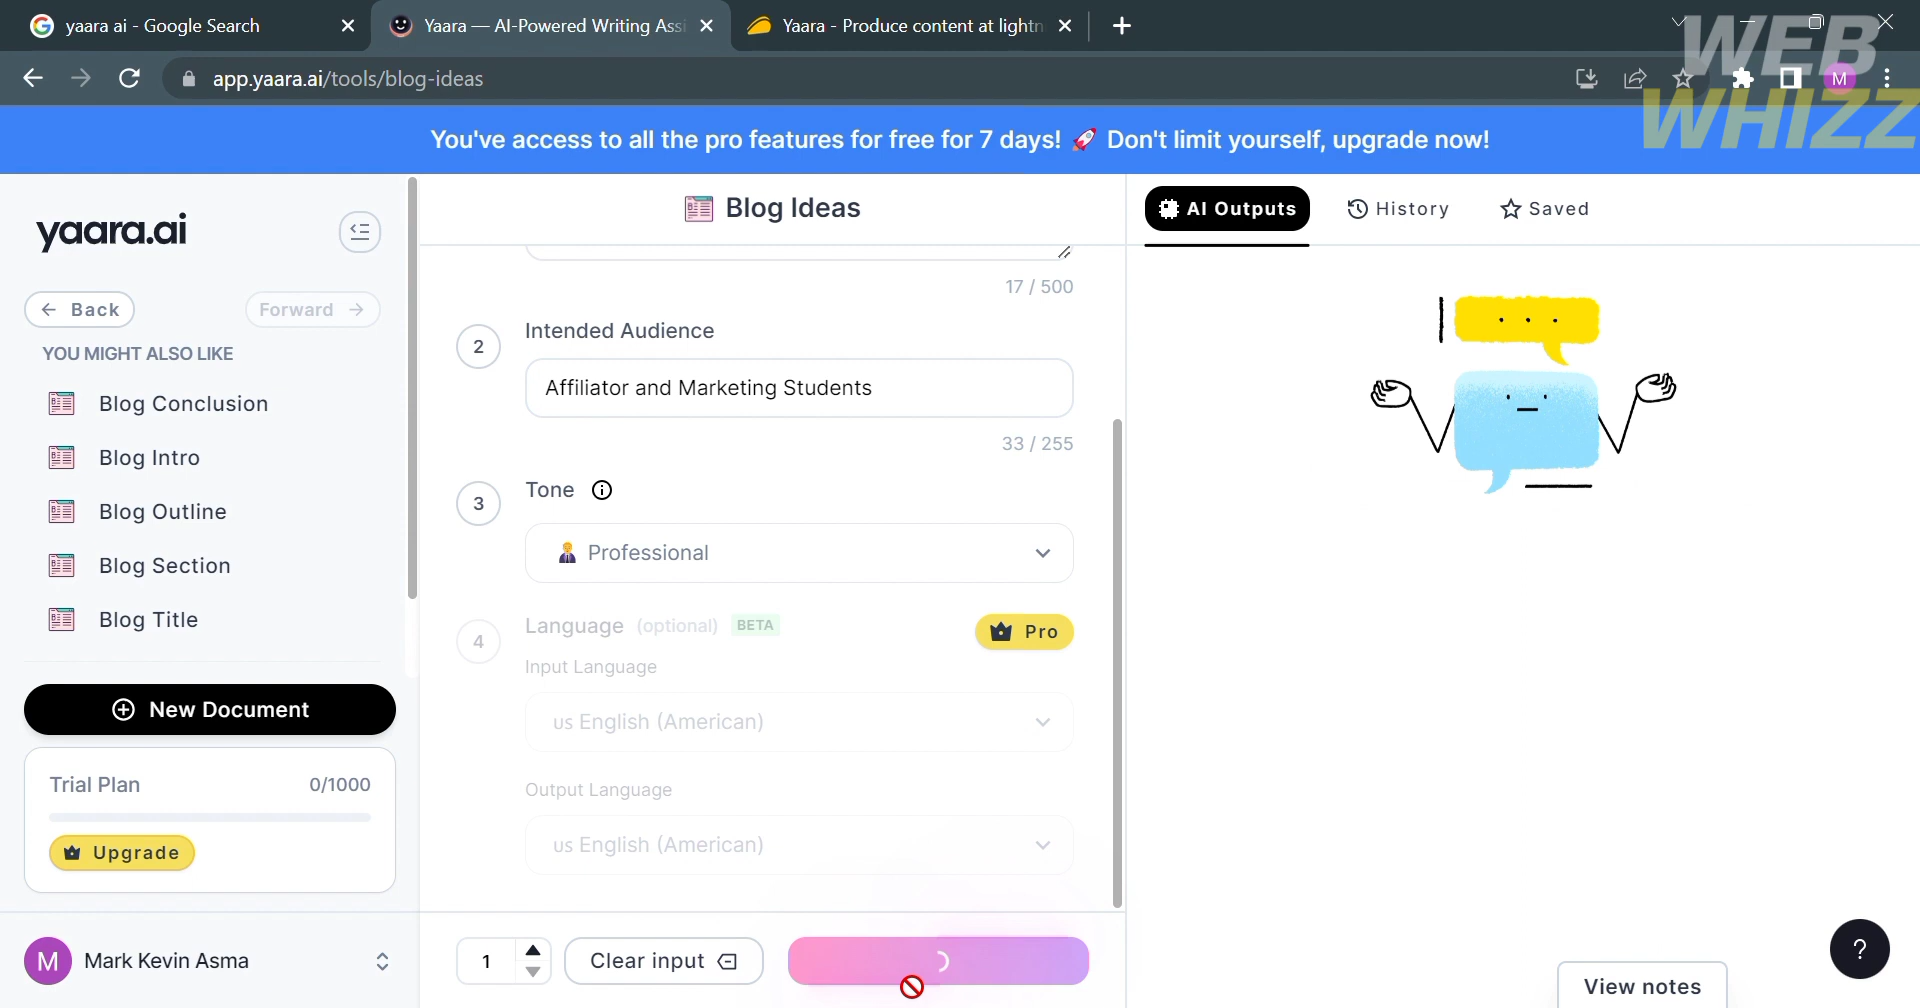 yaara ai - Google Search
Yaara — AI-Powered Writing Assi
Yaara - Produce content at lightn
app.yaara.ai/tools/blog-ideas
M
WEB
WHIZZ
You've access to all the pro features for free for 7 days! 🚀 Don't limit yourself, upgrade now!
yaara.ai
Back
Forward
YOU MIGHT ALSO LIKE
Blog Conclusion
Blog Intro
Blog Outline
Blog Section
Blog Title
New Document
Trial Plan
0/1000
Upgrade
M
Mark Kevin Asma
Blog Ideas
17 / 500
2
Intended Audience
Affiliator and Marketing Students
33 / 255
3
Tone
Professional
4
Language (optional) BETA
Pro
Input Language
us English (American)
Output Language
us English (American)
1
Clear input
AI Outputs
History
Saved
?
View notes